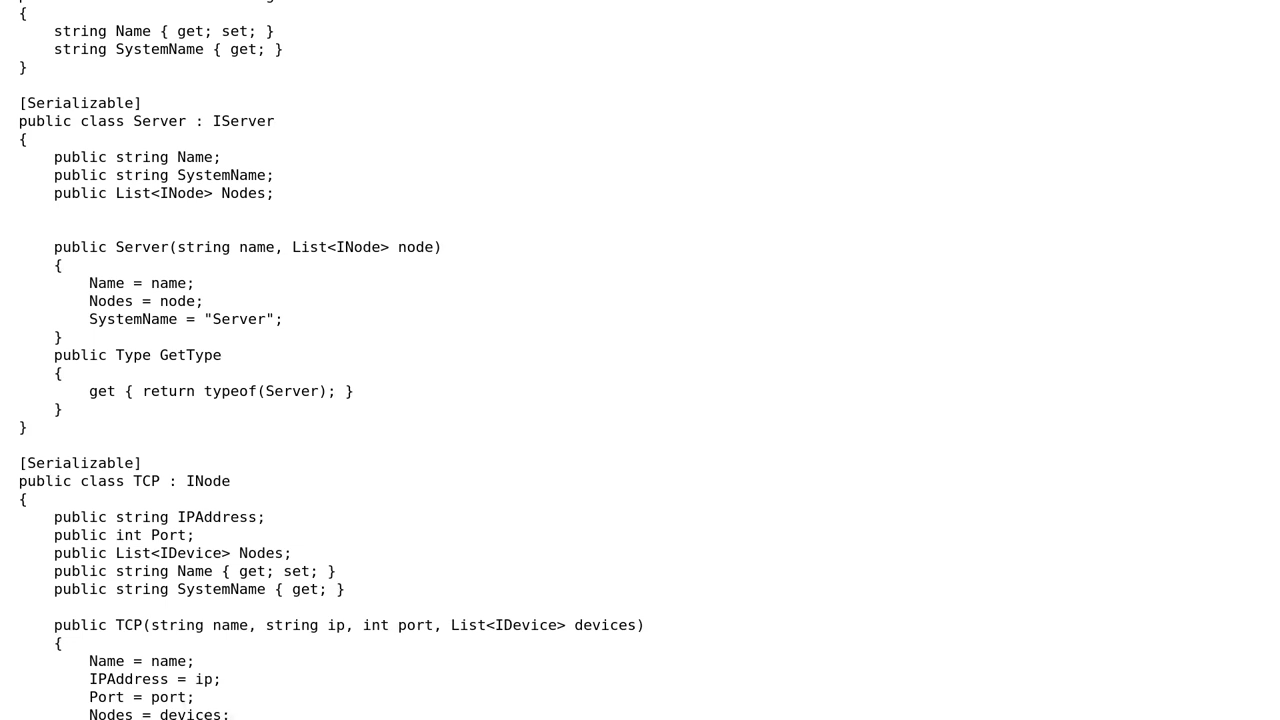 {
    string Name { get; set; }
    string SystemName { get; }
}

[Serializable]
public class Server : IServer
{
    public string Name;
    public string SystemName;
    public List<INode> Nodes;


    public Server(string name, List<INode> node)
    {
        Name = name;
        Nodes = node;
        SystemName = "Server";
    }
    public Type GetType
    {
        get { return typeof(Server); }
    }
}

[Serializable]
public class TCP : INode
{
    public string IPAddress;
    public int Port;
    public List<IDevice> Nodes;
    public string Name { get; set; }
    public string SystemName { get; }

    public TCP(string name, string ip, int port, List<IDevice> devices)
    {
        Name = name;
        IPAddress = ip;
        Port = port;
        Nodes = devices;